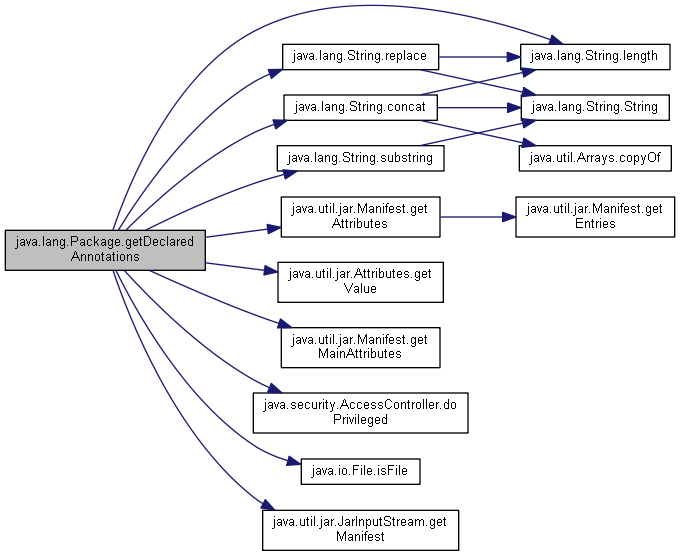 java.lang.String.replace
java.lang.String.length
java.lang.String.concat
java.lang.String.String
java.lang.String.substring
java.util.Arrays.copyOf
java.util.jar.Manifest.get
Attributes
java.util.jar.Manifest.get
Entries
java.lang.Package.getDeclared
Annotations
java.util.jar.Attributes.get
Value
java.util.jar.Manifest.get
MainAttributes
java.security.AccessController.do
Privileged
java.io.File.isFile
java.util.jar.JarInputStream.get
Manifest